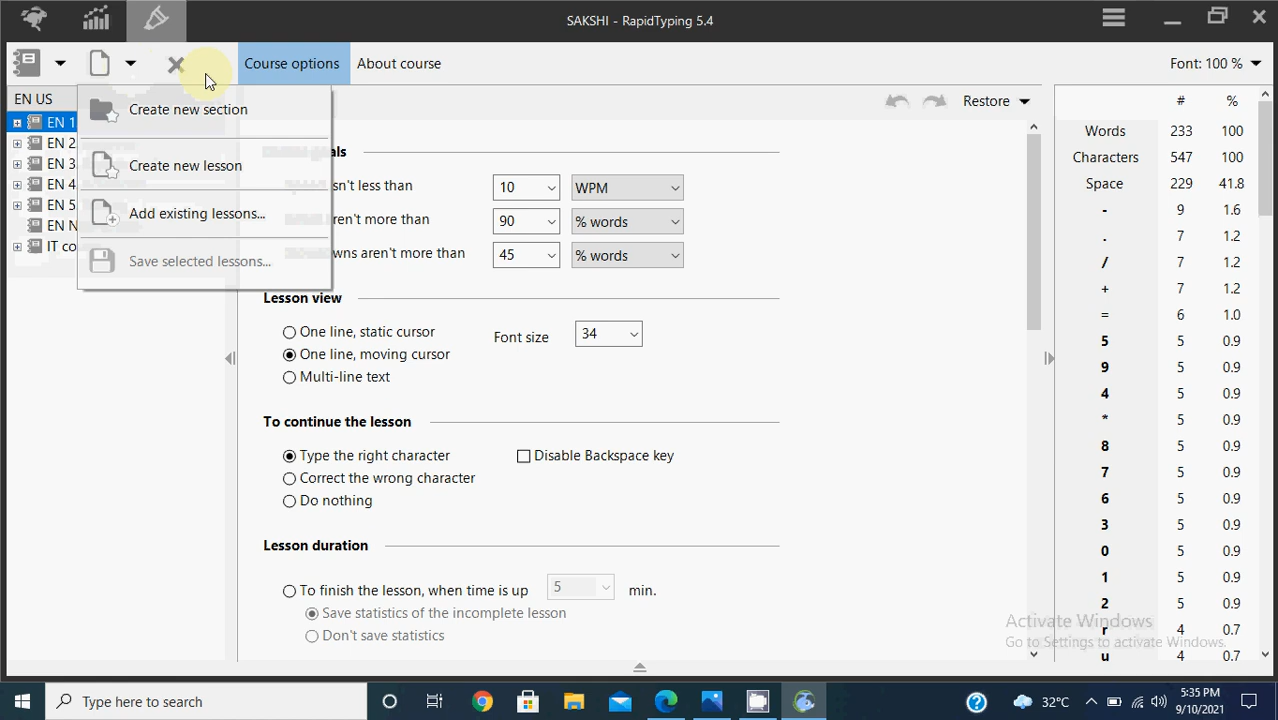 SAKSHI - RapidTyping 5.4
Course options
About course
Font: 100 %
EN US
EN 1
EN 2
EN 3
EN 4
EN 5
EN N
IT co
Create new section
Create new lesson
Add existing lessons...
Save selected lessons...
Restore
als
sn't less than
10
WPM
ren't more than
90
% words
wns aren't more than
45
% words
Lesson view
One line, static cursor
One line, moving cursor
Multi-line text
Font size
34
To continue the lesson
Type the right character
Correct the wrong character
Do nothing
Disable Backspace key
Lesson duration
To finish the lesson, when time is up
5
min.
Save statistics of the incomplete lesson
Don't save statistics
# %
Words 233 100
Characters 547 100
Space 229 41.8
- 9 1.6
. 7 1.2
/ 7 1.2
+ 7 1.2
= 6 1.0
5 5 0.9
9 5 0.9
4 5 0.9
* 5 0.9
8 5 0.9
7 5 0.9
6 5 0.9
3 5 0.9
0 5 0.9
1 5 0.9
2 5 0.9
r 4 0.7
u 4 0.7
Activate Windows
Go to Settings to activate Windows.
Type here to search
32°C
5:35 PM
9/10/2021